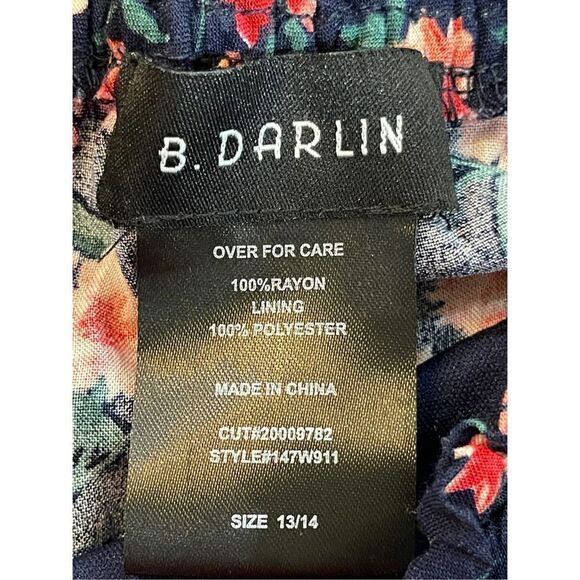 B. DARLIN
OVER FOR CARE
100%RAYON
LINING
100% POLYESTER
MADE IN CHINA
CUT#20009782
STYLE#147W911
SIZE 13/14